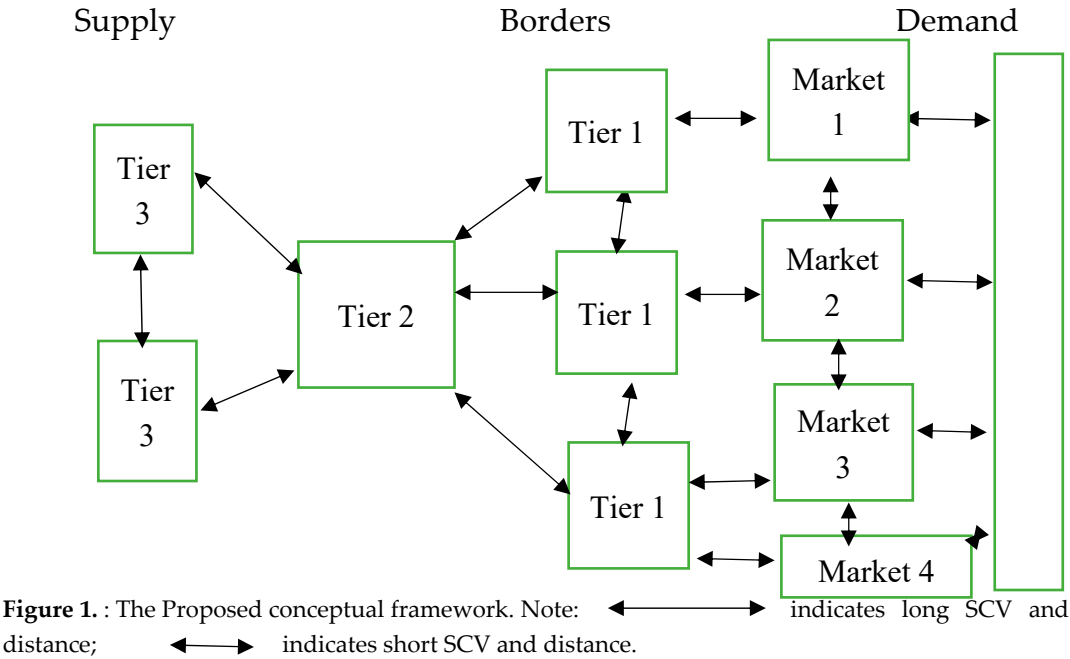 Supply
Borders
Demand
Tier
3
Tier
3
Tier 2
Tier 1
Tier 1
Tier 1
Market
1
Market
2
Market
3
Market 4
Figure 1. : The Proposed conceptual framework. Note: indicates long SCV and
distance; indicates short SCV and distance.